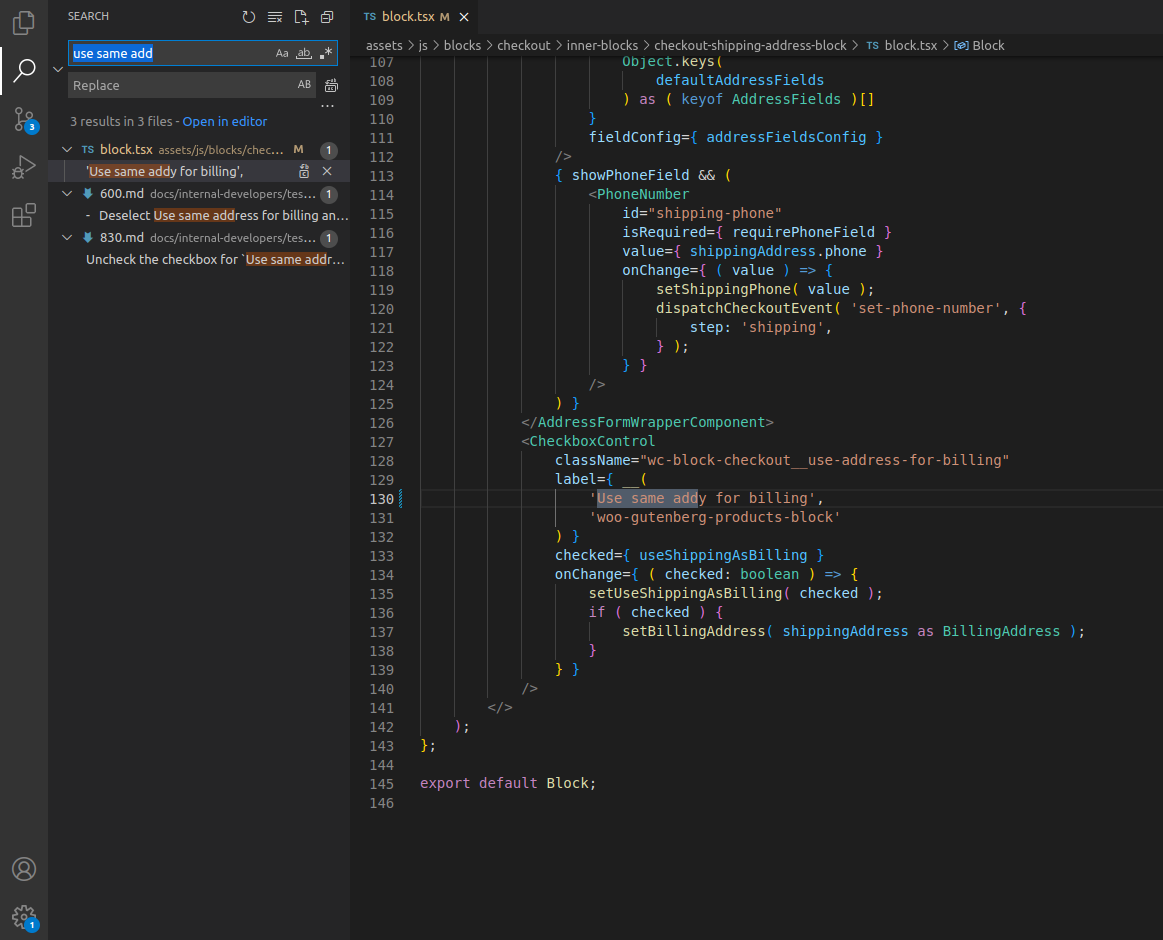 SEARCH
use same add
Aa ab .*
Replace
AB
...
3 results in 3 files - Open in editor
TS block.tsx assets/js/blocks/chec... M 1
'Use same addy for billing',
600.md docs/internal-developers/tes... 1
- Deselect Use same address for billing an...
830.md docs/internal-developers/tes... 1
Uncheck the checkbox for `Use same addr...
3
1
TS block.tsx M
assets > js > blocks > checkout > inner-blocks > checkout-shipping-address-block > TS block.tsx > Block
107 Object.keys(
108 defaultAddressFields
109 ) as ( keyof AddressFields )[]
110 }
111 fieldConfig={ addressFieldsConfig }
112 />
113 { showPhoneField && (
114 <PhoneNumber
115 id="shipping-phone"
116 isRequired={ requirePhoneField }
117 value={ shippingAddress.phone }
118 onChange={ ( value ) => {
119 setShippingPhone( value );
120 dispatchCheckoutEvent( 'set-phone-number', {
121 step: 'shipping',
122 } );
123 } }
124 />
125 ) }
126 </AddressFormWrapperComponent>
127 <CheckboxControl
128 className="wc-block-checkout__use-address-for-billing"
129 label={ __(
130 'Use same addy for billing',
131 'woo-gutenberg-products-block'
132 ) }
133 checked={ useShippingAsBilling }
134 onChange={ ( checked: boolean ) => {
135 setUseShippingAsBilling( checked );
136 if ( checked ) {
137 setBillingAddress( shippingAddress as BillingAddress );
138 }
139 } }
140 />
141 </>
142 );
143 };
144
145 export default Block;
146